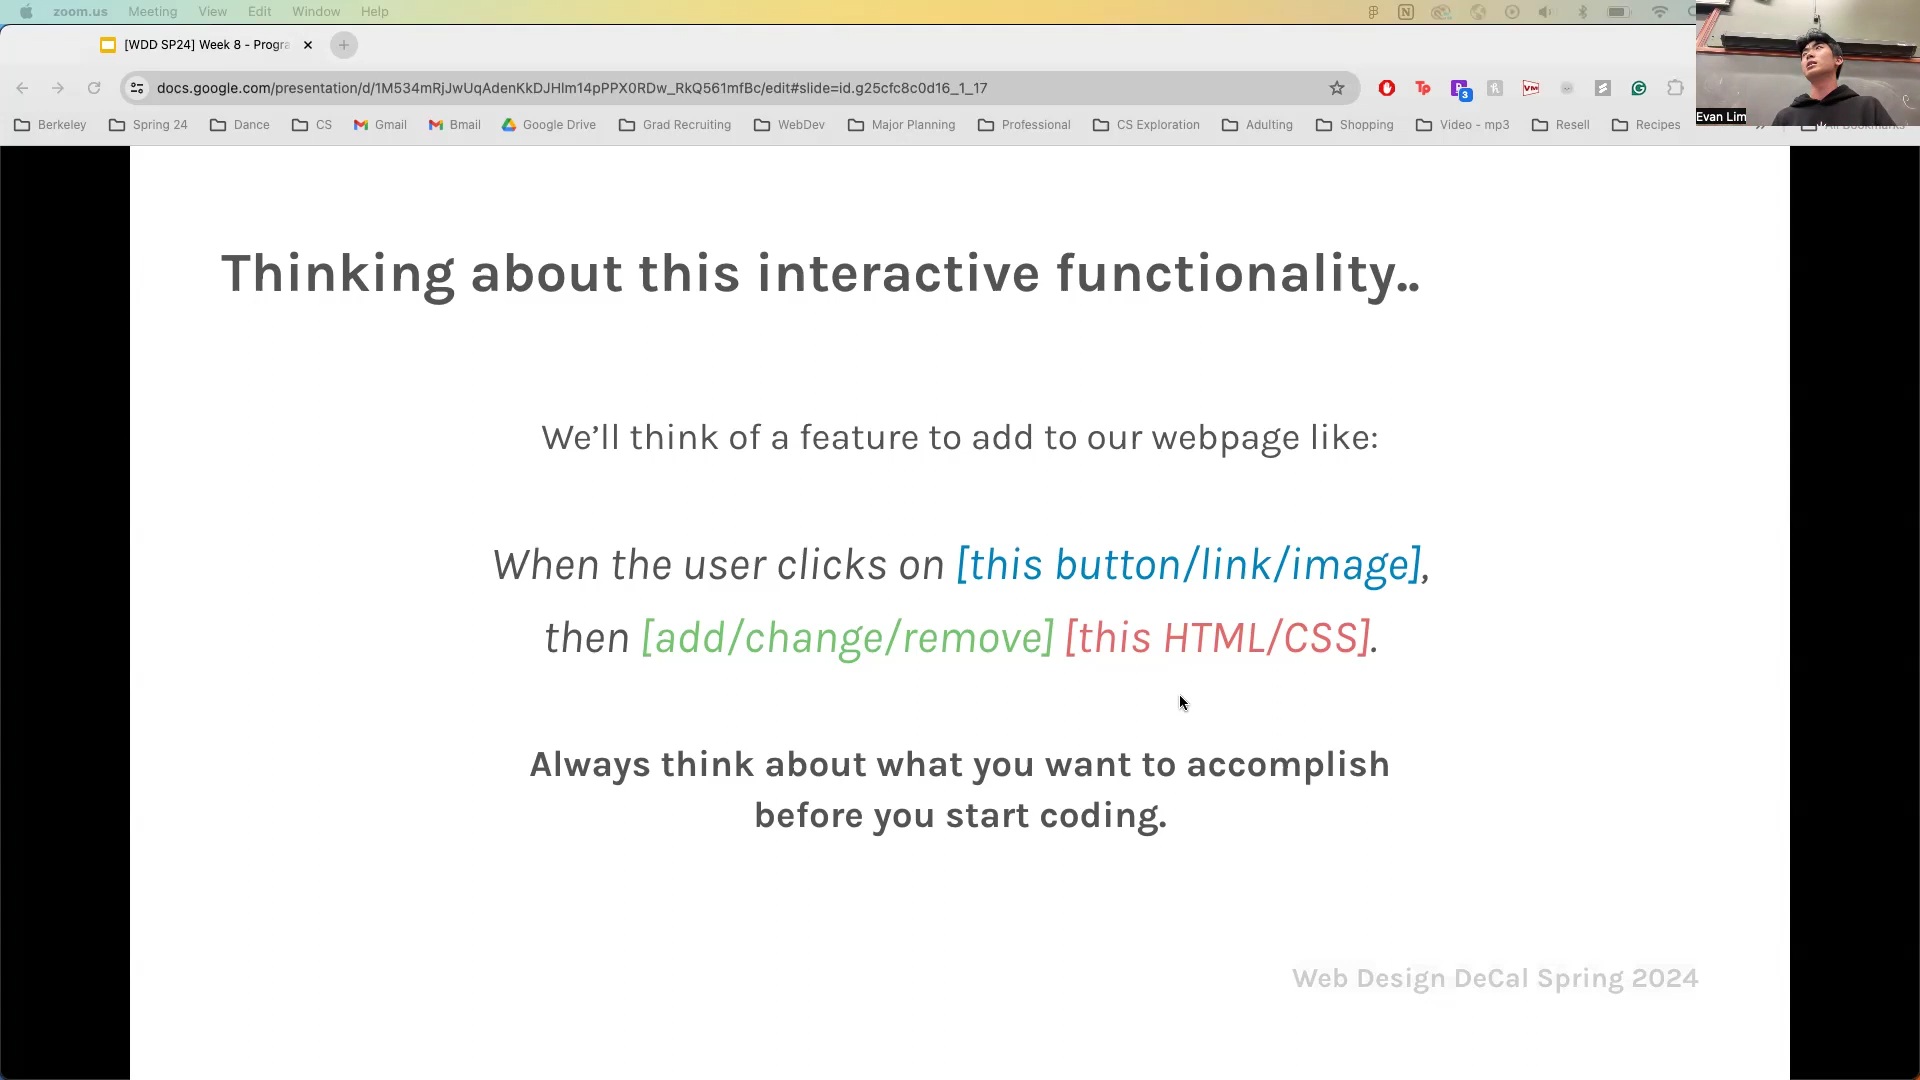 zoom.us Meeting View Edit Window Help
[WDD SP24] Week 8 - Progra
docs.google.com/presentation/d/1M534mRjJwUqAdenKkDJHlm14pPPX0RDw_RkQ561mfBc/edit#slide=id.g25cfc8c0d16_1_17
Berkeley Spring 24 Dance CS Gmail Bmail Google Drive Grad Recruiting WebDev Major Planning Professional CS Exploration Adulting Shopping Video - mp3 Resell Recipes All Bookmarks
Evan Lim
Thinking about this interactive functionality..
We’ll think of a feature to add to our webpage like:
When the user clicks on [this button/link/image],
then [add/change/remove] [this HTML/CSS].
Always think about what you want to accomplish
before you start coding.
Web Design DeCal Spring 2024